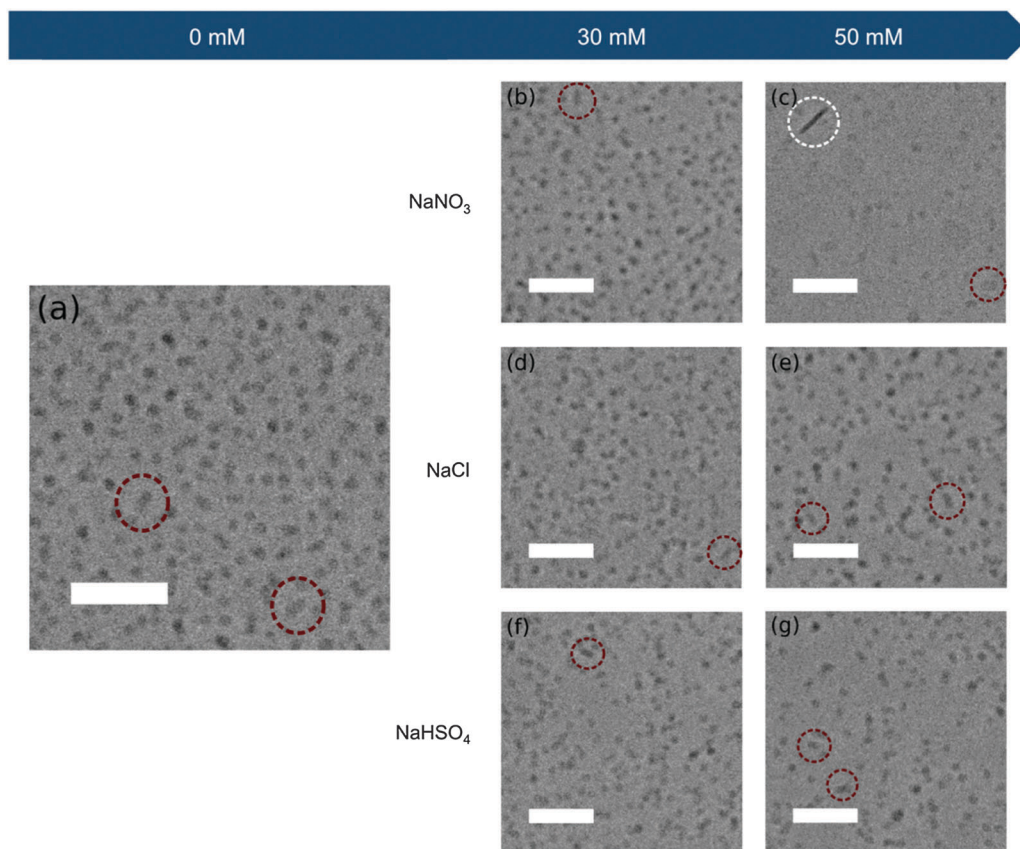 0 mM 30 mM 50 mM
(b) (c)
NaNO3
(a)
(d) (e)
NaCl
(f) (g)
NaHSO4